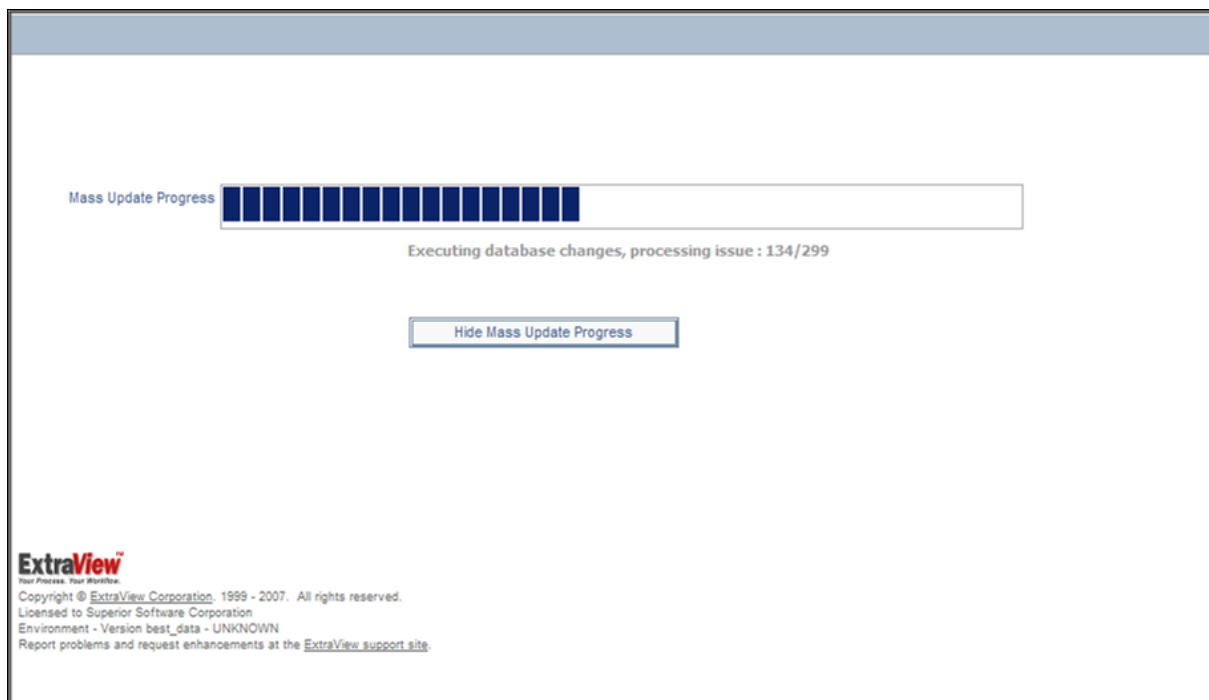 Mass Update Progress
Executing database changes, processing issue : 134/299
Hide Mass Update Progress
ExtraView™
Your Process. Your Workflow.
Copyright © ExtraView Corporation. 1999 - 2007. All rights reserved.
Licensed to Superior Software Corporation
Environment - Version best_data - UNKNOWN
Report problems and request enhancements at the ExtraView support site.